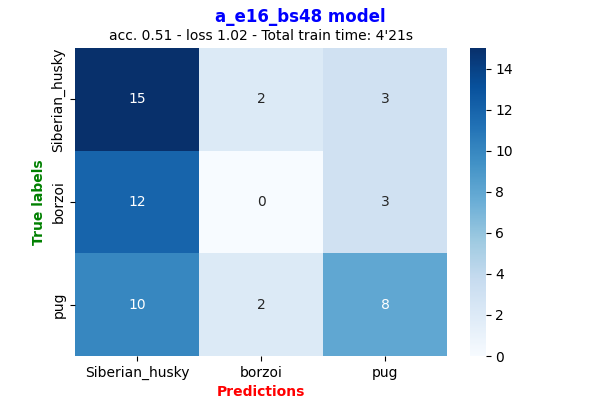 a_e16_bs48 model
acc. 0.51 - loss 1.02 - Total train time: 4'21s
True labels
Siberian_husky
15 2 3
borzoi
12 0 3
pug
10 2 8
Siberian_husky borzoi pug
Predictions
14
12
10
8
6
4
2
0